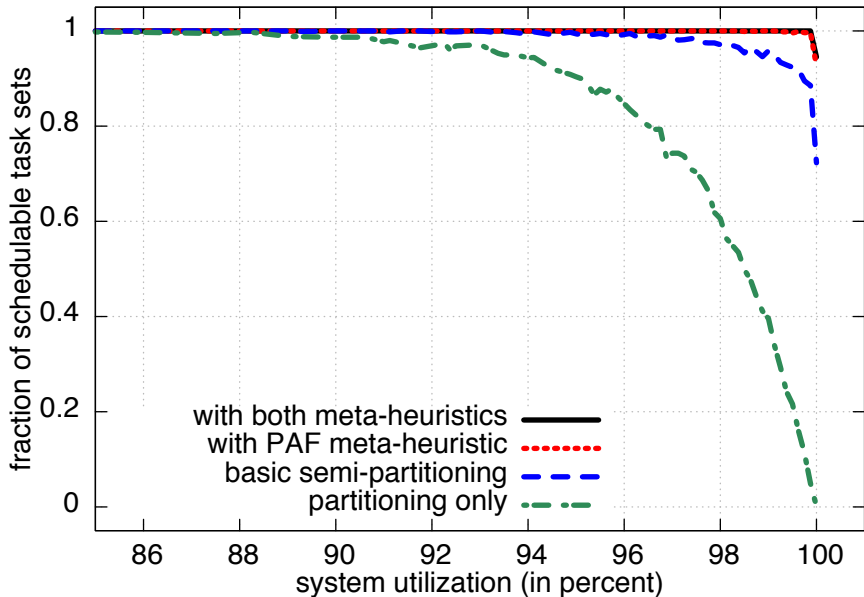 1
0.8
0.6
0.4
0.2
0
fraction of schedulable task sets
with both meta-heuristics
with PAF meta-heuristic
basic semi-partitioning
partitioning only
86 88 90 92 94 96 98 100
system utilization (in percent)